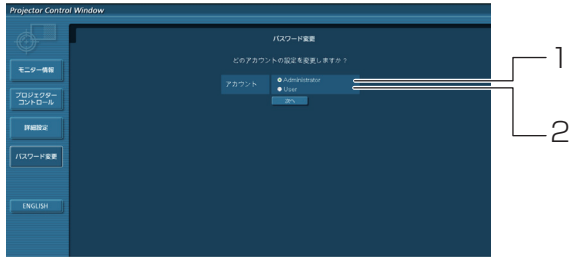 Projector Control Window
パスワード変更
どのアカウントの設定を変更しますか?
アカウント
Administrator
User
次へ
モニター情報
プロジェクター
コントロール
詳細設定
パスワード変更
ENGLISH
1
2